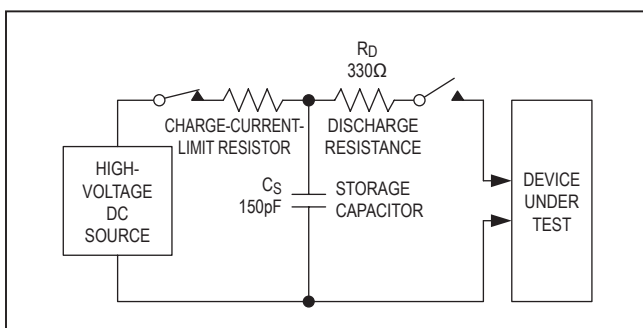 RD
330Ω
CHARGE-CURRENT-
LIMIT RESISTOR
DISCHARGE
RESISTANCE
HIGH-
VOLTAGE
DC
SOURCE
CS
150pF
STORAGE
CAPACITOR
DEVICE
UNDER
TEST